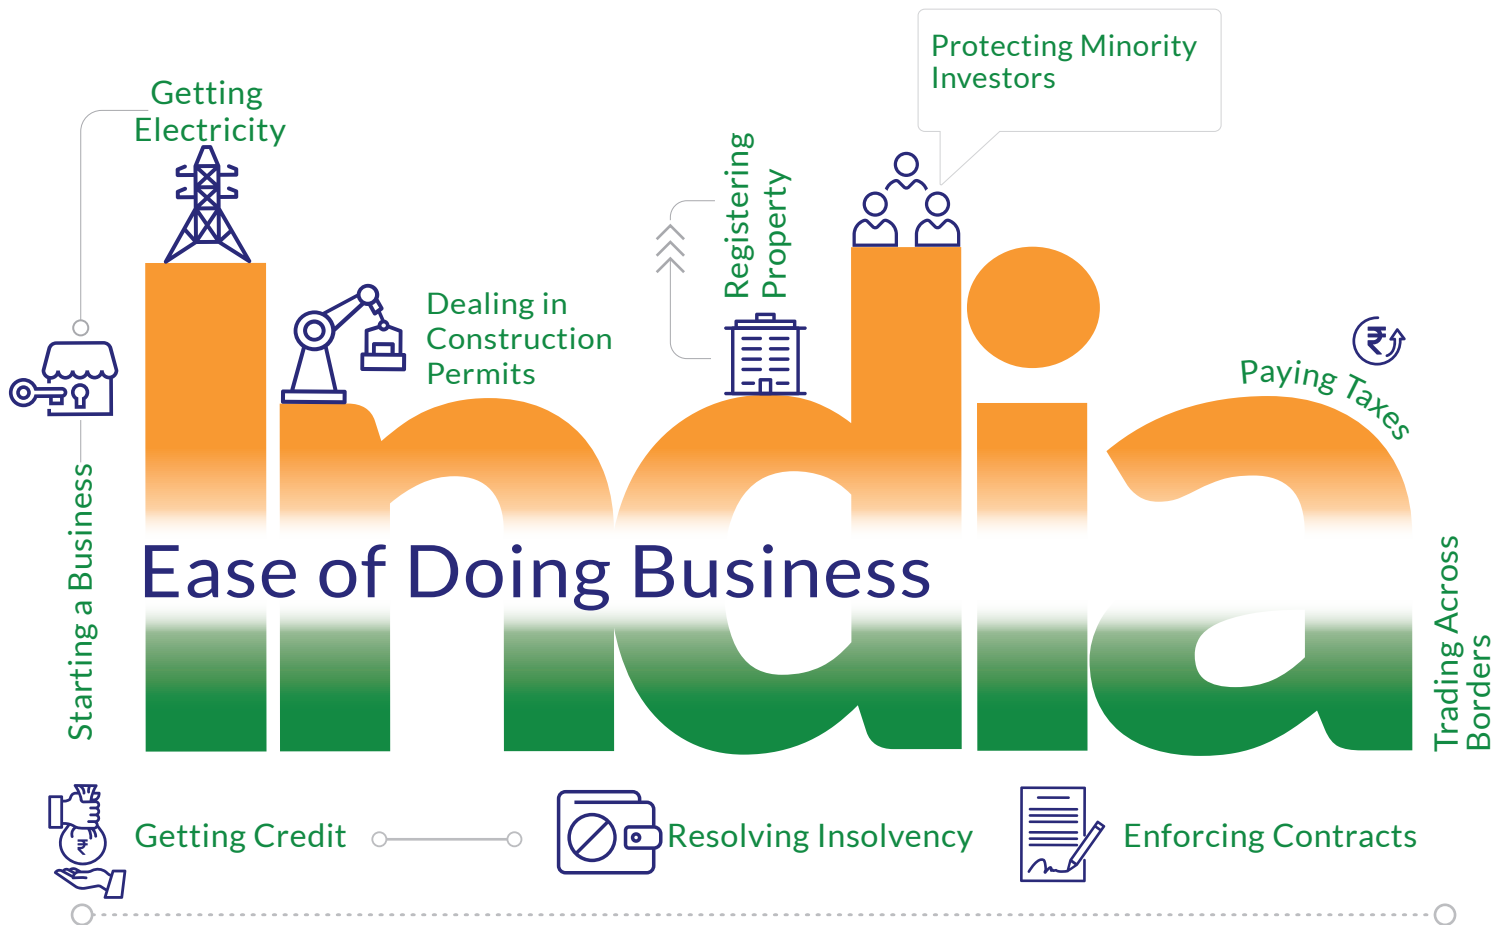 Protecting Minority
Investors
Getting
Electricity
Registering
Property
Dealing in
Construction
Permits
₹
Paying Taxes
India
Ease of Doing Business
Starting a Business
Trading Across
Borders
₹
Getting Credit
Resolving Insolvency
Enforcing Contracts